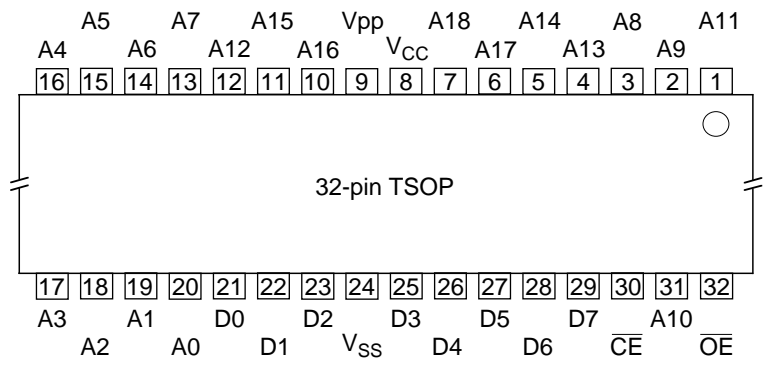 A5 A7 A15 Vpp A18 A14 A8 A11
A4 A6 A12 A16 VCC A17 A13 A9
16 15 14 13 12 11 10 9 8 7 6 5 4 3 2 1
32-pin TSOP
17 18 19 20 21 22 23 24 25 26 27 28 29 30 31 32
A3 A1 D0 D2 D3 D5 D7 A10
A2 A0 D1 VSS D4 D6 C̅E̅ O̅E̅